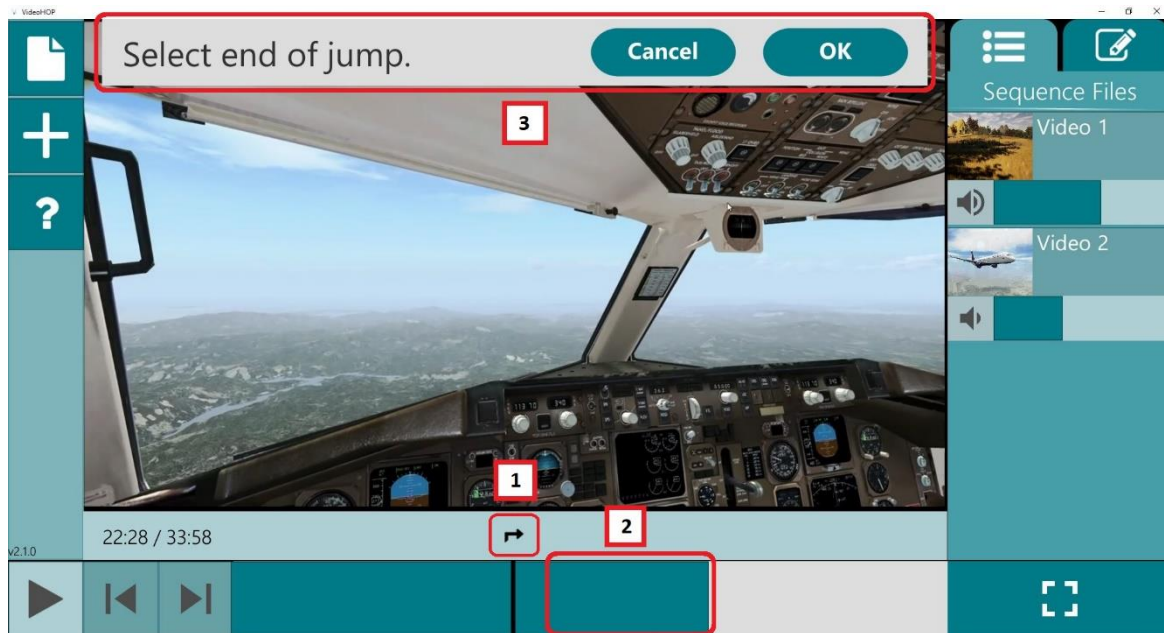 VideoHOP
Select end of jump.
Cancel
OK
3
Sequence Files
Video 1
?
Video 2
1
2
22:28 / 33:58
v2.1.0